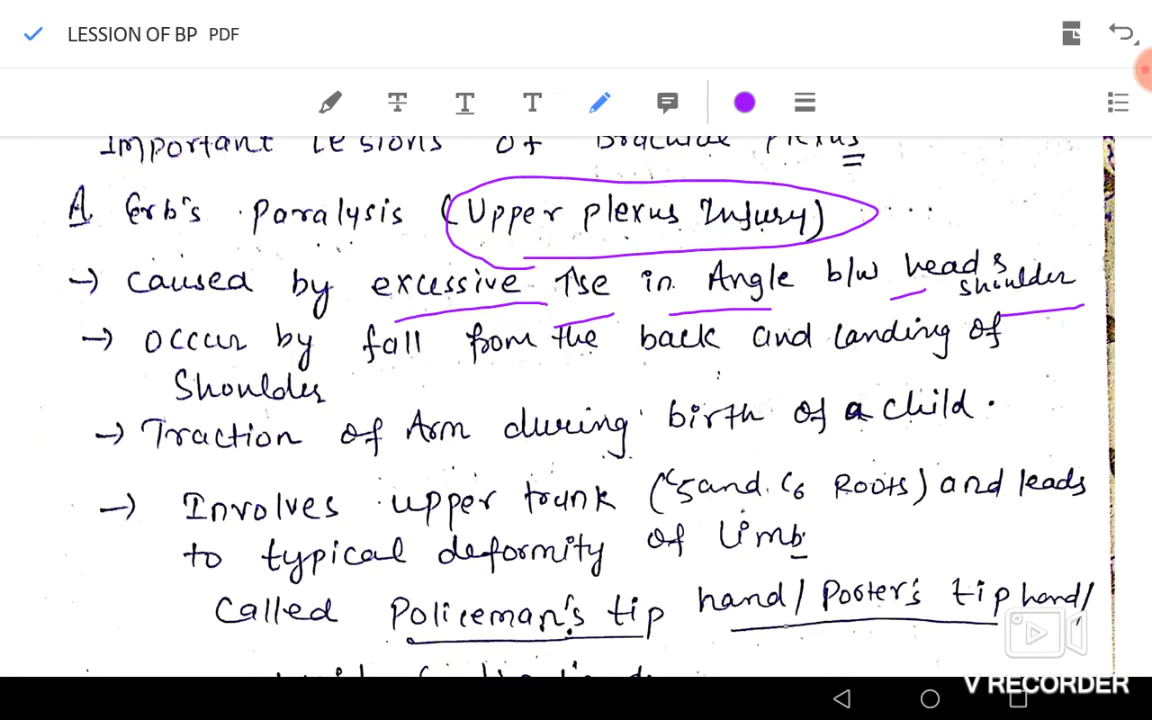 LESSION OF BP PDF
Important Lesions Of Brachial Plexus
A. Erb's Paralysis (Upper plexus Injury) ...
→ Caused by excessive ↑se in Angle b/w head & shoulder
→ Occur by fall from the back and landing of
Shoulder
→ Traction of Arm during birth of a child.
→ Involves upper trunk (C5 and C6 Roots) and leads
to typical deformity of limb
Called Policeman's tip hand/ Poster's tip hand/
V RECORDER